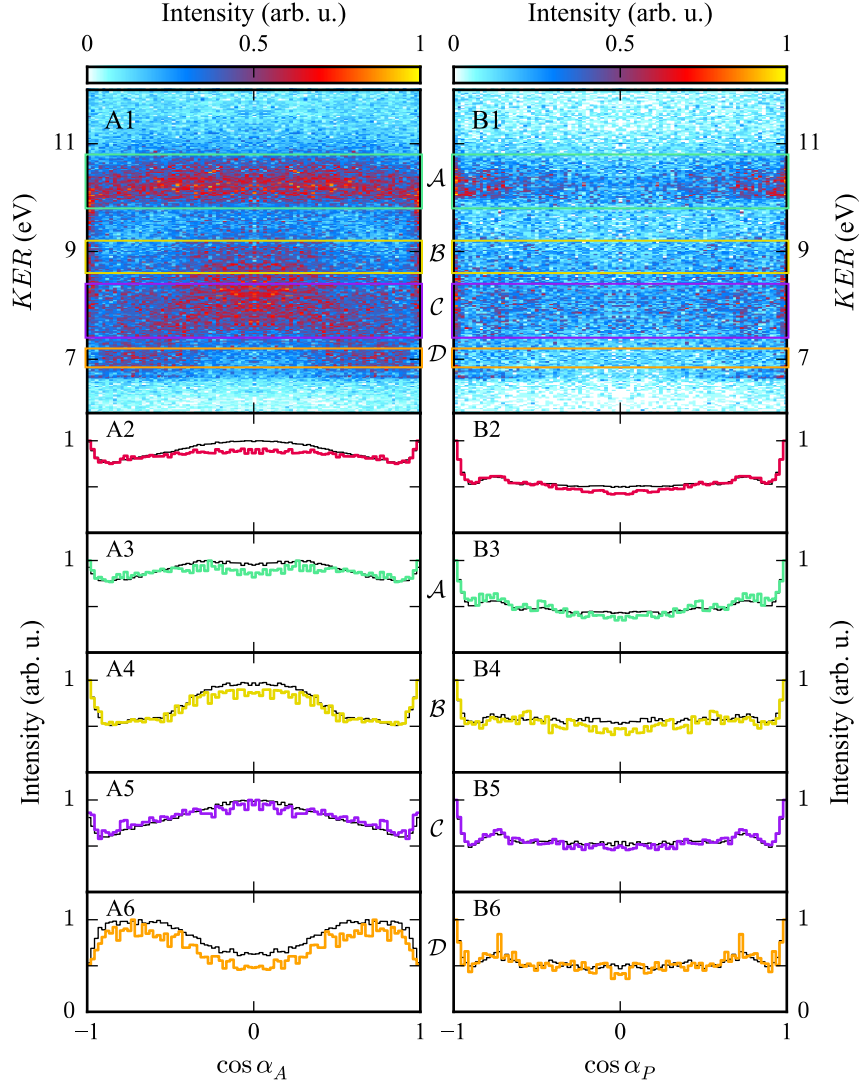 Intensity (arb. u.) Intensity (arb. u.)
0 0.5 1 0 0.5 1
A1 B1
11 11
𝒜
9 ℬ 9
KER (eV) KER (eV)
𝒞
7 𝒟 7
A2 B2
1 1
A3 B3
1 1
𝒜
A4 B4
1 1
ℬ
Intensity (arb. u.) Intensity (arb. u.)
A5 B5
1 1
𝒞
A6 B6
1 1
𝒟
0 0
−1 0 1 −1 0 1
cos α_A cos α_P